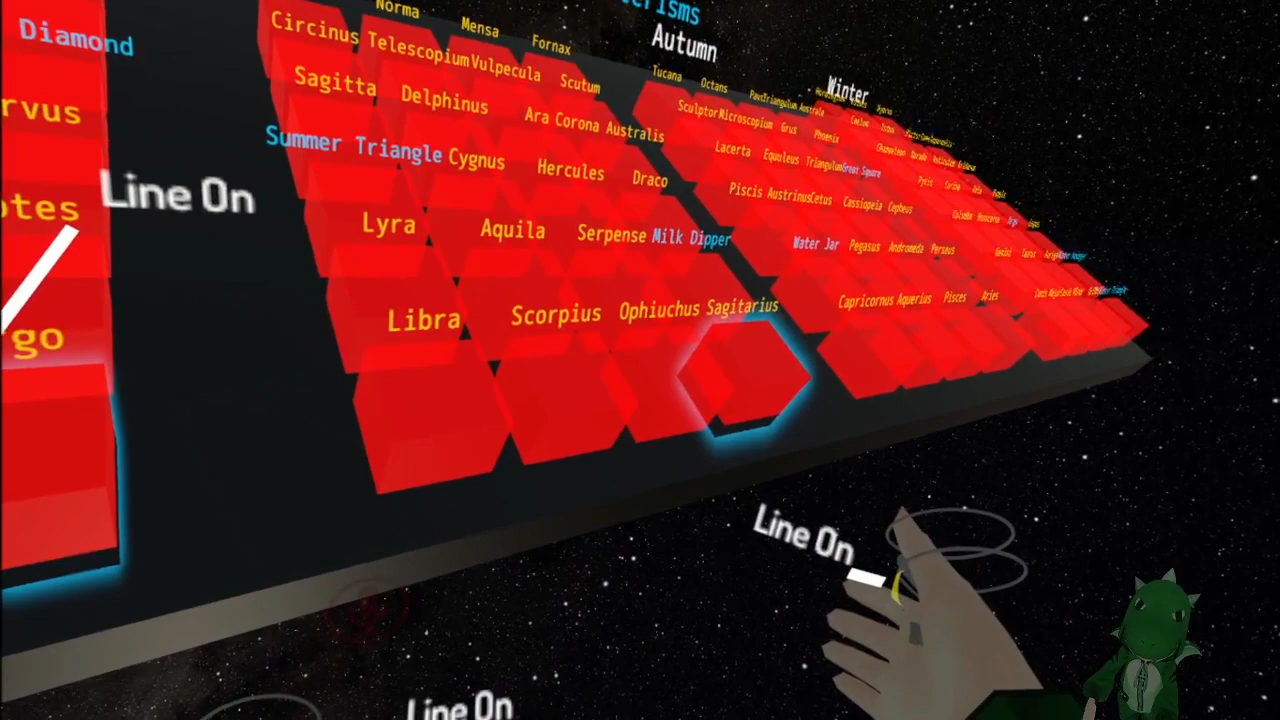 terisms
Diamond
rvus
otes
go
Line On
Norma
Mensa
Fornax
Circinus
Telescopium
Vulpecula
Scutum
Sagitta
Delphinus
Ara
Corona Australis
Summer Triangle
Cygnus
Hercules
Draco
Lyra
Aquila
Serpense
Milk Dipper
Libra
Scorpius
Ophiuchus
Sagitarius
Autumn
Tucana
Octans
Sculptor
Microscopium
Grus
Phoenix
Lacerta
Equuleus
Triangulum
Great Square
Piscis Austrinus
Cetus
Cassiopeia
Cepheus
Water Jar
Pegasus
Andromeda
Perseus
Capricornus
Aquerius
Pisces
Aries
Winter
Line On
Line On